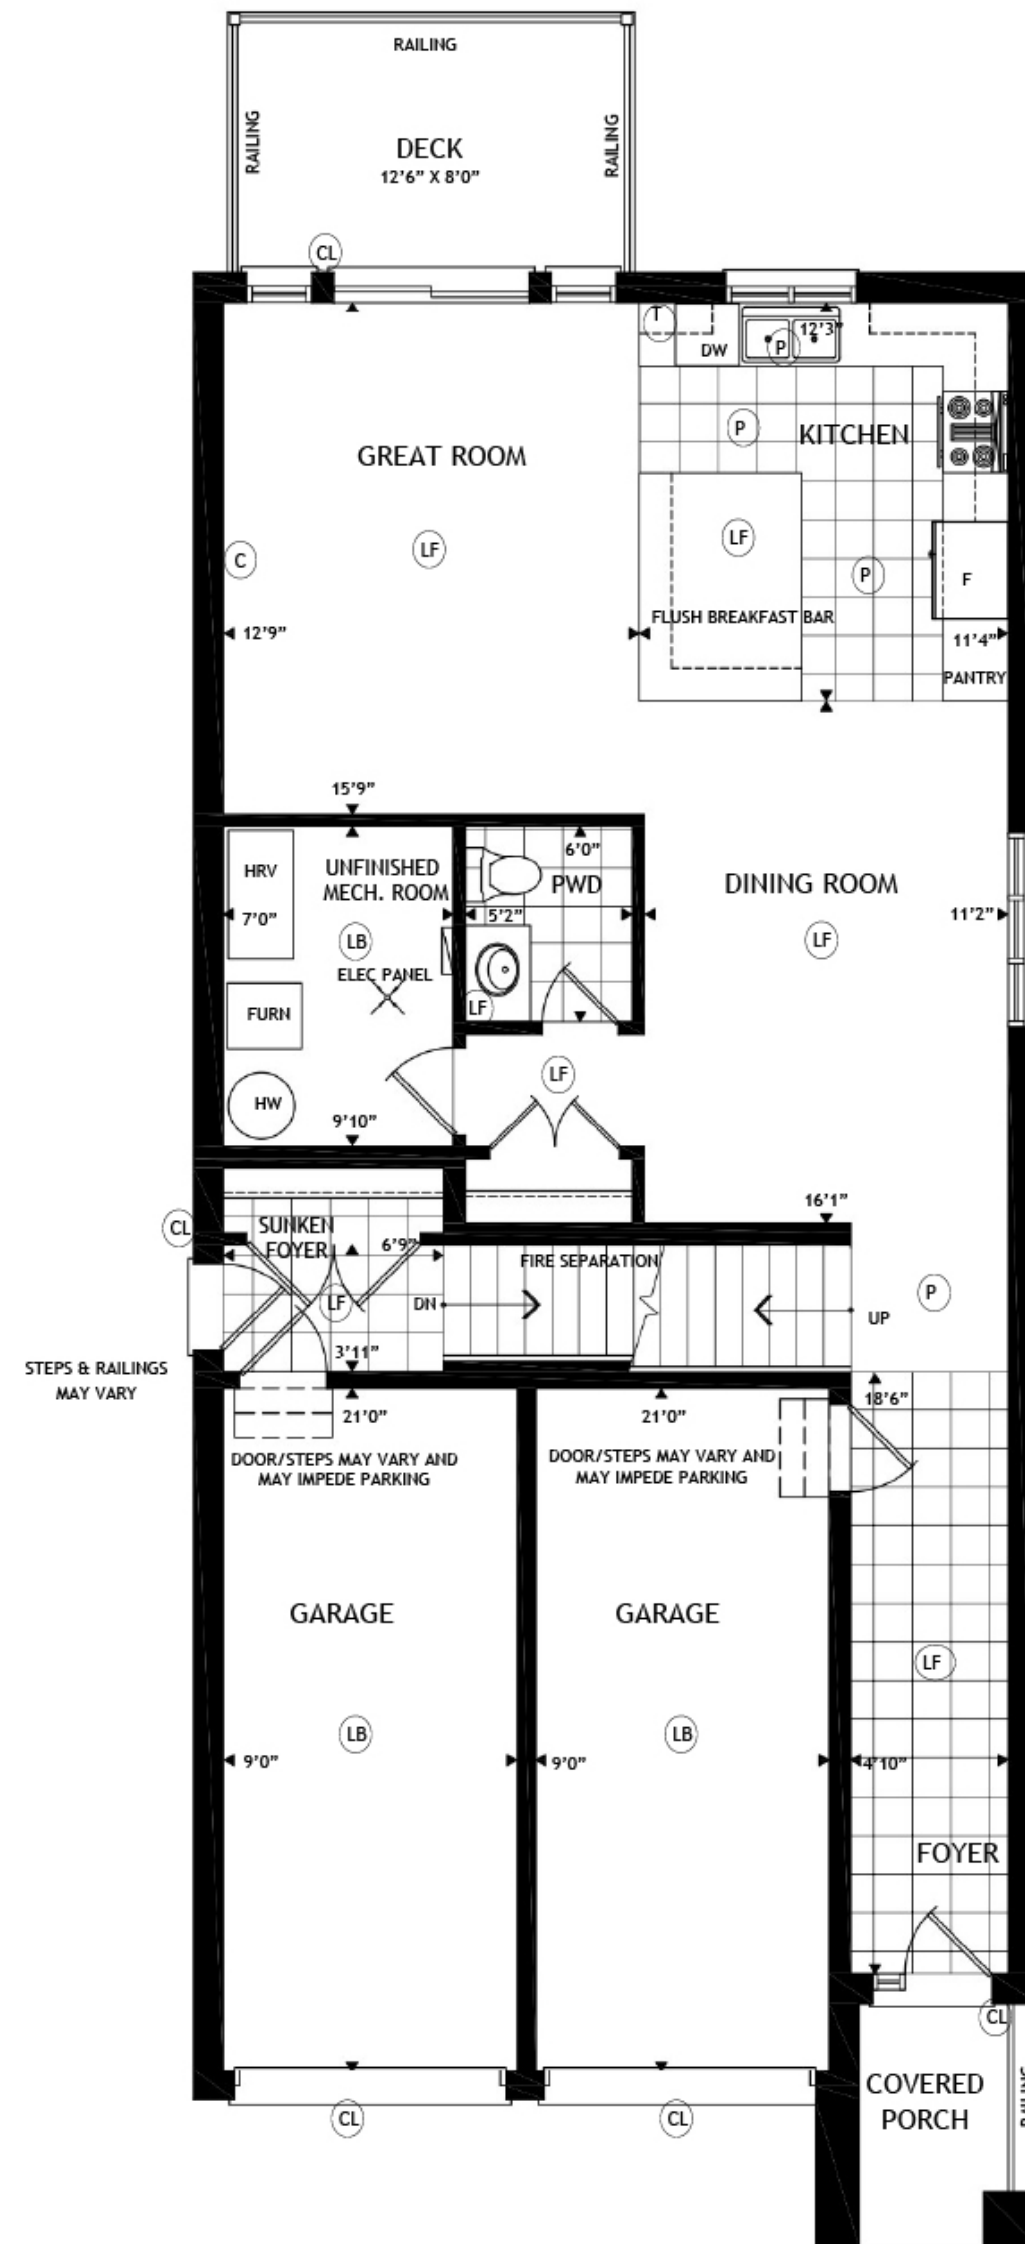 RAILING
RAILING
RAILING
DECK
12'6" X 8'0"
CL
T
DW
P
12'3"
P
KITCHEN
GREAT ROOM
C
LF
LF
P
F
12'9"
FLUSH BREAKFAST BAR
11'4"
PANTRY
15'9"
HRV
UNFINISHED
MECH. ROOM
7'0"
LB
ELEC PANEL
FURN
HW
9'10"
6'0"
PWD
5'2"
LF
LF
DINING ROOM
11'2"
LF
16'1"
CL
SUNKEN
FOYER
6'9"
LF
3'11"
DN
FIRE SEPARATION
UP
P
STEPS & RAILINGS
MAY VARY
21'0"
DOOR/STEPS MAY VARY AND
MAY IMPEDE PARKING
21'0"
DOOR/STEPS MAY VARY AND
MAY IMPEDE PARKING
18'6"
GARAGE
GARAGE
LF
LB
LB
9'0"
9'0"
4'10"
FOYER
CL
COVERED
PORCH
CL
CL